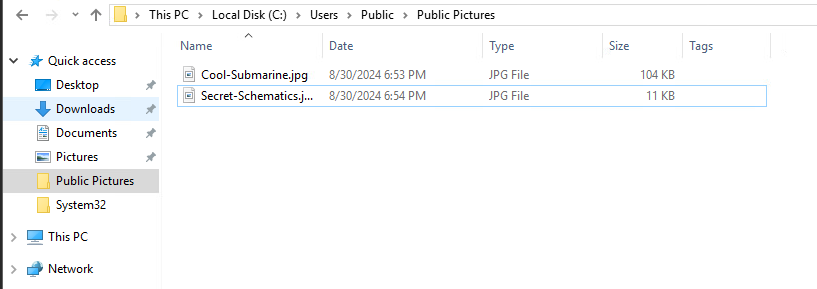 This PC > Local Disk (C:) > Users > Public > Public Pictures
Name Date Type Size Tags
Quick access
Desktop
Downloads
Documents
Pictures
Public Pictures
System32
This PC
Network
Cool-Submarine.jpg 8/30/2024 6:53 PM JPG File 104 KB
Secret-Schematics.j... 8/30/2024 6:54 PM JPG File 11 KB